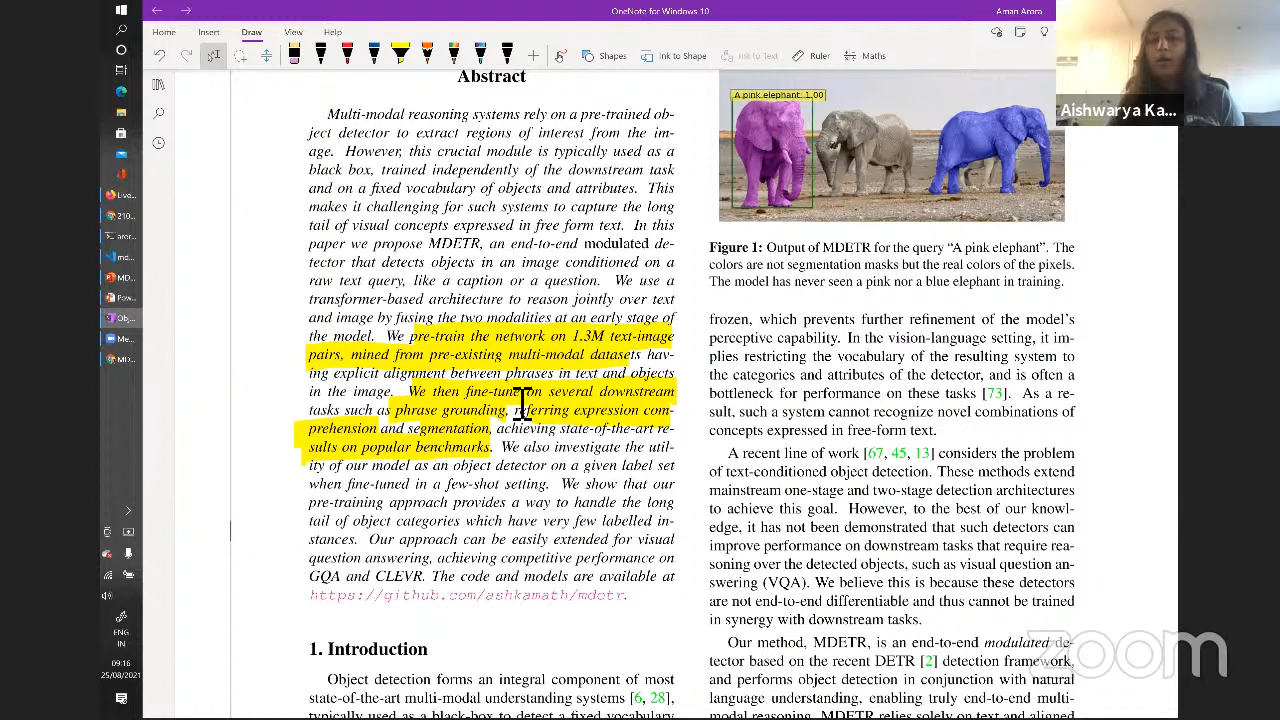 OneNote for Windows 10
Aman Arora
Home Insert Draw View Help
Shapes Ink to Shape Ink to Text Ruler Maths
Aishwarya Ka...
Live..
210
aror
md
MD
Pow
Obj
Me
MD
ENG
IN
09:16
25/08/2021
Abstract
Multi-modal reasoning systems rely on a pre-trained ob-
ject detector to extract regions of interest from the im-
age. However, this crucial module is typically used as a
black box, trained independently of the downstream task
and on a fixed vocabulary of objects and attributes. This
makes it challenging for such systems to capture the long
tail of visual concepts expressed in free form text. In this
paper we propose MDETR, an end-to-end modulated de-
tector that detects objects in an image conditioned on a
raw text query, like a caption or a question. We use a
transformer-based architecture to reason jointly over text
and image by fusing the two modalities at an early stage of
the model. We pre-train the network on 1.3M text-image
pairs, mined from pre-existing multi-modal datasets hav-
ing explicit alignment between phrases in text and objects
in the image. We then fine-tune on several downstream
tasks such as phrase grounding, referring expression com-
prehension and segmentation, achieving state-of-the-art re-
sults on popular benchmarks. We also investigate the util-
ity of our model as an object detector on a given label set
when fine-tuned in a few-shot setting. We show that our
pre-training approach provides a way to handle the long
tail of object categories which have very few labelled in-
stances. Our approach can be easily extended for visual
question answering, achieving competitive performance on
GQA and CLEVR. The code and models are available at
https://github.com/ashkamath/mdetr.
1. Introduction
Object detection forms an integral component of most
state-of-the-art multi-modal understanding systems [6, 28],
typically used as a black-box to detect a fixed vocabulary
A pink elephant: 1.00
Figure 1: Output of MDETR for the query “A pink elephant”. The
colors are not segmentation masks but the real colors of the pixels.
The model has never seen a pink nor a blue elephant in training.
frozen, which prevents further refinement of the model’s
perceptive capability. In the vision-language setting, it im-
plies restricting the vocabulary of the resulting system to
the categories and attributes of the detector, and is often a
bottleneck for performance on these tasks [73]. As a re-
sult, such a system cannot recognize novel combinations of
concepts expressed in free-form text.
A recent line of work [67, 45, 13] considers the problem
of text-conditioned object detection. These methods extend
mainstream one-stage and two-stage detection architectures
to achieve this goal. However, to the best of our knowl-
edge, it has not been demonstrated that such detectors can
improve performance on downstream tasks that require rea-
soning over the detected objects, such as visual question an-
swering (VQA). We believe this is because these detectors
are not end-to-end differentiable and thus cannot be trained
in synergy with downstream tasks.
Our method, MDETR, is an end-to-end modulated de-
tector based on the recent DETR [2] detection framework,
and performs object detection in conjunction with natural
language understanding, enabling truly end-to-end multi-
modal reasoning. MDETR relies solely on text and aligned
zoom